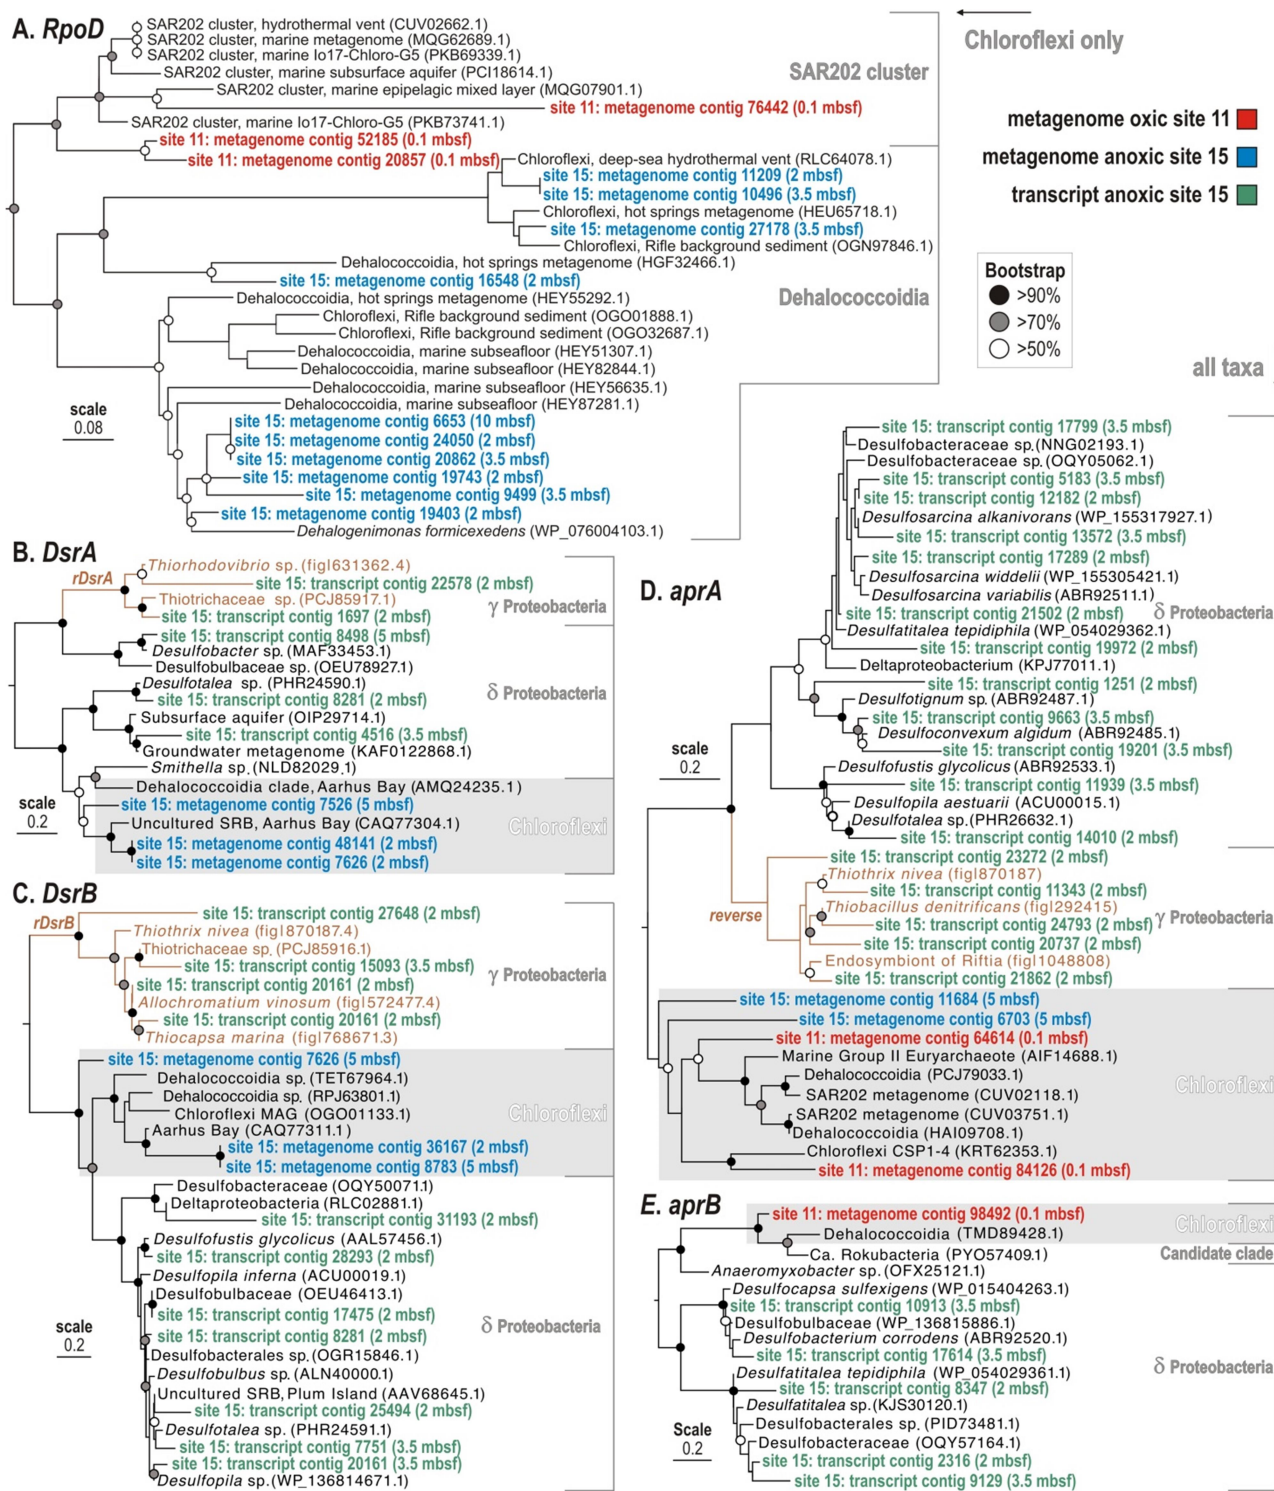 A. RpoD
SAR202 cluster, hydrothermal vent (CUV02662.1)
SAR202 cluster, marine metagenome (MQG62689.1)
SAR202 cluster, marine Io17-Chloro-G5 (PKB69339.1)
SAR202 cluster, marine subsurface aquifer (PCI18614.1)
SAR202 cluster, marine epipelagic mixed layer (MQG07901.1)
site 11: metagenome contig 76442 (0.1 mbsf)
SAR202 cluster, marine Io17-Chloro-G5 (PKB73741.1)
site 11: metagenome contig 52185 (0.1 mbsf)
site 11: metagenome contig 20857 (0.1 mbsf)
SAR202 cluster
Chloroflexi, deep-sea hydrothermal vent (RLC64078.1)
site 15: metagenome contig 11209 (2 mbsf)
site 15: metagenome contig 10496 (3.5 mbsf)
Chloroflexi, hot springs metagenome (HEU65718.1)
site 15: metagenome contig 27178 (3.5 mbsf)
Chloroflexi, Rifle background sediment (OGN97846.1)
Dehalococcoidia, hot springs metagenome (HGF32466.1)
site 15: metagenome contig 16548 (2 mbsf)
Dehalococcoidia, hot springs metagenome (HEY55292.1)
Chloroflexi, Rifle background sediment (OGO01888.1)
Chloroflexi, Rifle background sediment (OGO32687.1)
Dehalococcoidia, marine subseafloor (HEY51307.1)
Dehalococcoidia, marine subseafloor (HEY82844.1)
Dehalococcoidia, marine subseafloor (HEY56635.1)
Dehalococcoidia, marine subseafloor (HEY87281.1)
site 15: metagenome contig 6653 (10 mbsf)
site 15: metagenome contig 24050 (2 mbsf)
site 15: metagenome contig 20862 (3.5 mbsf)
site 15: metagenome contig 19743 (2 mbsf)
site 15: metagenome contig 9499 (3.5 mbsf)
site 15: metagenome contig 19403 (2 mbsf)
Dehalogenimonas formicexedens (WP_076004103.1)
Dehalococcoidia
scale
0.08
Chloroflexi only
metagenome oxic site 11
metagenome anoxic site 15
transcript anoxic site 15
Bootstrap
>90%
>70%
>50%
all taxa
B. DsrA
rDsrA
Thiorhodovibrio sp. (figl631362.4)
site 15: transcript contig 22578 (2 mbsf)
Thiotrichaceae sp. (PCJ85917.1)
site 15: transcript contig 1697 (2 mbsf)
γ Proteobacteria
site 15: transcript contig 8498 (5 mbsf)
Desulfobacter sp. (MAF33453.1)
Desulfobulbaceae sp. (OEU78927.1)
Desulfotalea sp. (PHR24590.1)
site 15: transcript contig 8281 (2 mbsf)
Subsurface aquifer (OIP29714.1)
site 15: transcript contig 4516 (3.5 mbsf)
Groundwater metagenome (KAF0122868.1)
Smithella sp. (NLD82029.1)
δ Proteobacteria
Dehalococcoidia clade, Aarhus Bay (AMQ24235.1)
site 15: metagenome contig 7526 (5 mbsf)
Uncultured SRB, Aarhus Bay (CAQ77304.1)
site 15: metagenome contig 48141 (2 mbsf)
site 15: metagenome contig 7626 (2 mbsf)
Chloroflexi
scale
0.2
C. DsrB
rDsrB
site 15: transcript contig 27648 (2 mbsf)
Thiothrix nivea (figl870187.4)
Thiotrichaceae sp. (PCJ85916.1)
site 15: transcript contig 15093 (3.5 mbsf)
site 15: transcript contig 20161 (2 mbsf)
Allochromatium vinosum (figl572477.4)
site 15: transcript contig 20161 (2 mbsf)
Thiocapsa marina (figl768671.3)
γ Proteobacteria
site 15: metagenome contig 7626 (5 mbsf)
Dehalococcoidia sp. (TET67964.1)
Dehalococcoidia sp. (RPJ63801.1)
Chloroflexi MAG (OGO01133.1)
Aarhus Bay (CAQ77311.1)
site 15: metagenome contig 36167 (2 mbsf)
site 15: metagenome contig 8783 (5 mbsf)
Chloroflexi
Desulfobacteraceae (OQY50071.1)
Deltaproteobacteria (RLC02881.1)
site 15: transcript contig 31193 (2 mbsf)
Desulfofustis glycolicus (AAL57456.1)
site 15: transcript contig 28293 (2 mbsf)
Desulfopila inferna (ACU00019.1)
Desulfobulbaceae (OEU46413.1)
site 15: transcript contig 17475 (2 mbsf)
site 15: transcript contig 8281 (2 mbsf)
Desulfobacterales sp. (OGR15846.1)
Desulfobulbus sp. (ALN40000.1)
Uncultured SRB, Plum Island (AAV68645.1)
site 15: transcript contig 25494 (2 mbsf)
Desulfotalea sp. (PHR24591.1)
site 15: transcript contig 7751 (3.5 mbsf)
site 15: transcript contig 20161 (3.5 mbsf)
Desulfopila sp. (WP_136814671.1)
δ Proteobacteria
scale
0.2
D. aprA
site 15: transcript contig 17799 (3.5 mbsf)
Desulfobacteraceae sp. (NNG02193.1)
Desulfobacteraceae sp. (OQY05062.1)
site 15: transcript contig 5183 (3.5 mbsf)
site 15: transcript contig 12182 (2 mbsf)
Desulfosarcina alkanivorans (WP_155317927.1)
site 15: transcript contig 13572 (3.5 mbsf)
site 15: transcript contig 17289 (2 mbsf)
Desulfosarcina widdelii (WP_155305421.1)
Desulfosarcina variabilis (ABR92511.1)
site 15: transcript contig 21502 (2 mbsf)
Desulfatitalea tepidiphila (WP_054029362.1)
site 15: transcript contig 19972 (2 mbsf)
Deltaproteobacterium (KPJ77011.1)
site 15: transcript contig 1251 (2 mbsf)
Desulfotignum sp. (ABR92487.1)
site 15: transcript contig 9663 (3.5 mbsf)
Desulfoconvexum algidum (ABR92485.1)
site 15: transcript contig 19201 (3.5 mbsf)
Desulfofustis glycolicus (ABR92533.1)
site 15: transcript contig 11939 (3.5 mbsf)
Desulfopila aestuarii (ACU00015.1)
Desulfotalea sp. (PHR26632.1)
site 15: transcript contig 14010 (2 mbsf)
δ Proteobacteria
scale
0.2
reverse
site 15: transcript contig 23272 (2 mbsf)
Thiothrix nivea (figl870187)
site 15: transcript contig 11343 (2 mbsf)
Thiobacillus denitrificans (figl292415)
site 15: transcript contig 24793 (2 mbsf)
site 15: transcript contig 20737 (2 mbsf)
Endosymbiont of Riftia (figl1048808)
site 15: transcript contig 21862 (2 mbsf)
γ Proteobacteria
site 15: metagenome contig 11684 (5 mbsf)
site 15: metagenome contig 6703 (5 mbsf)
site 11: metagenome contig 64614 (0.1 mbsf)
Marine Group II Euryarchaeote (AIF14688.1)
Dehalococcoidia (PCJ79033.1)
SAR202 metagenome (CUV02118.1)
SAR202 metagenome (CUV03751.1)
Dehalococcoidia (HAI09708.1)
Chloroflexi CSP1-4 (KRT62353.1)
site 11: metagenome contig 84126 (0.1 mbsf)
Chloroflexi
E. aprB
site 11: metagenome contig 98492 (0.1 mbsf)
Dehalococcoidia (TMD89428.1)
Chloroflexi
Ca. Rokubacteria (PYO57409.1)
Candidate clade
Anaeromyxobacter sp. (OFX25121.1)
Desulfocapsa sulfexigens (WP_015404263.1)
site 15: transcript contig 10913 (3.5 mbsf)
Desulfobulbaceae (WP_136815886.1)
Desulfobacterium corrodens (ABR92520.1)
site 15: transcript contig 17614 (3.5 mbsf)
Desulfatitalea tepidiphila (WP_054029361.1)
site 15: transcript contig 8347 (2 mbsf)
Desulfatitalea sp. (KJS30120.1)
Desulfobacterales sp. (PID73481.1)
Desulfobacteraceae (OQY57164.1)
site 15: transcript contig 2316 (2 mbsf)
site 15: transcript contig 9129 (3.5 mbsf)
δ Proteobacteria
Scale
0.2